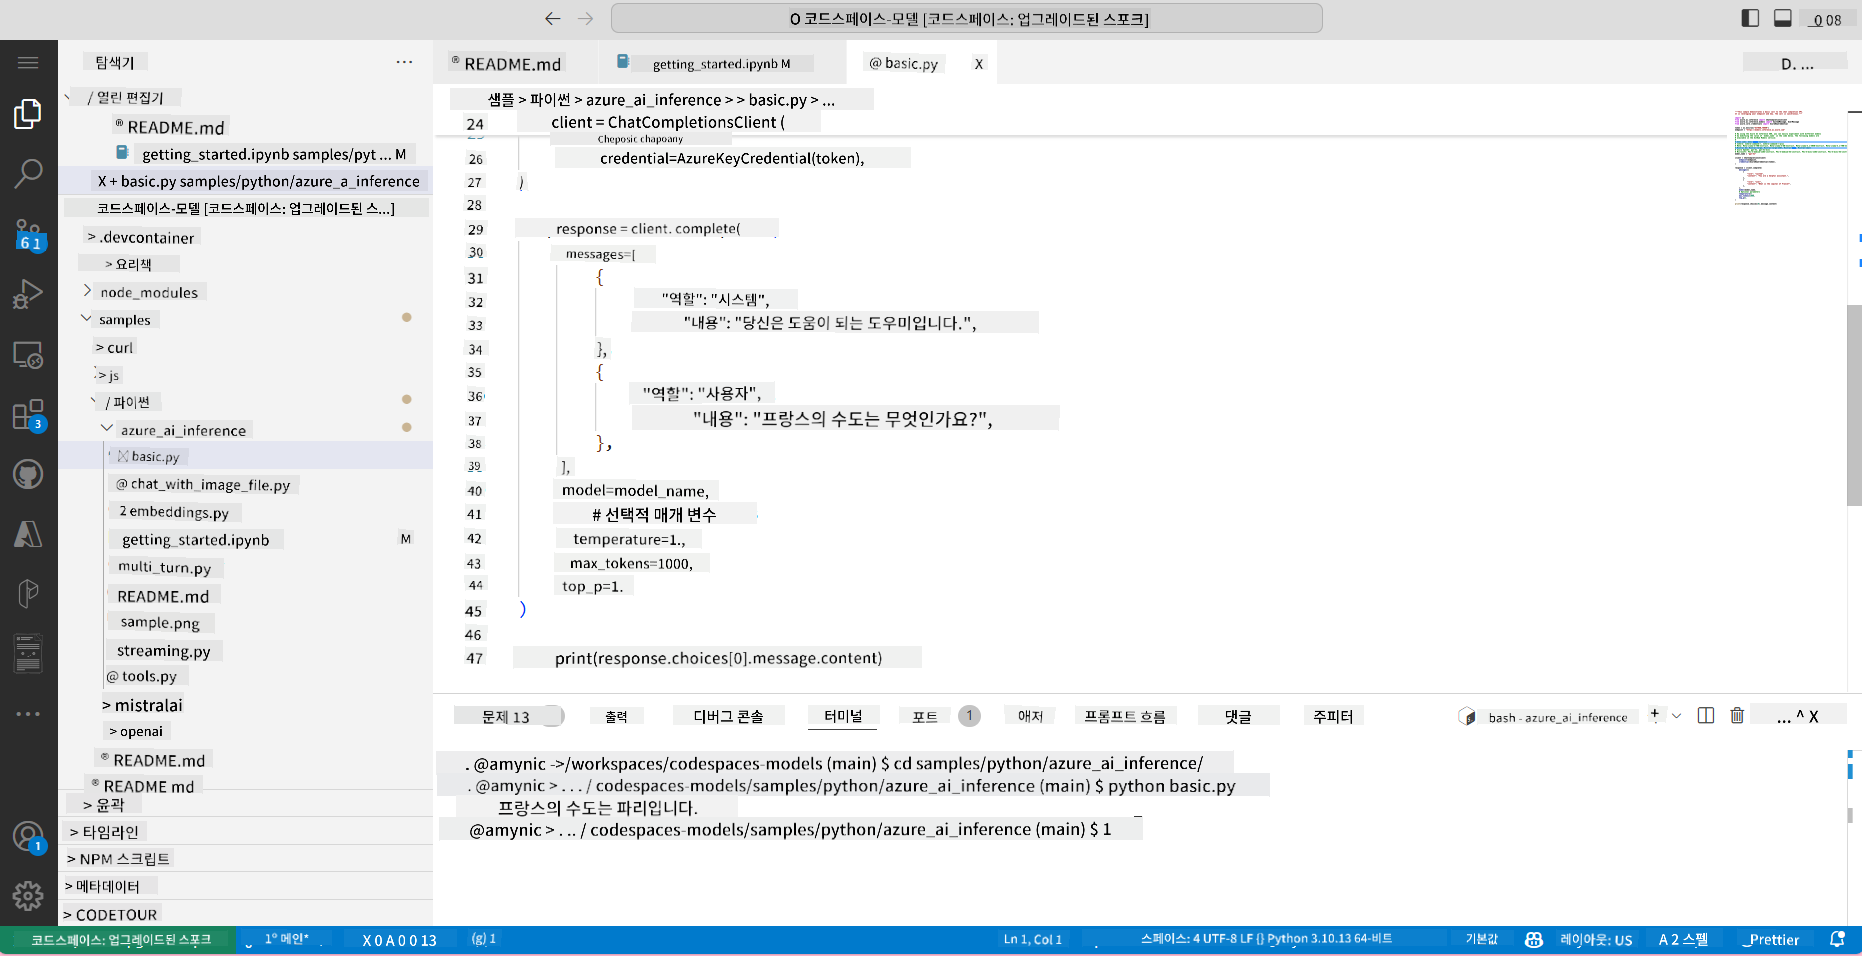 O 코드스페이스-모델 [코드스페이스: 업그레이드된 스포크]
0 08
탐색기
/ 열린 편집기
README.md
getting_started.ipynb samples/pyt ... M
X + basic.py samples/python/azure_a_inference
코드스페이스-모델 [코드스페이스: 업그레이드된 스...]
> .devcontainer
> 요리책
node_modules
samples
> curl
> js
/ 파이썬
azure_ai_inference
basic.py
@ chat_with_image_file.py
2 embeddings.py
getting_started.ipynb M
multi_turn.py
README.md
sample.png
streaming.py
@ tools.py
> mistralai
> openai
README.md
README md
> 윤곽
> 타임라인
> NPM 스크립트
> 메타데이터
> CODETOUR
61
3
1
README.md
getting_started.ipynb M
@ basic.py X
D. ...
샘플 > 파이썬 > azure_ai_inference > > basic.py > ...
24 client = ChatCompletionsClient (
Cheposic chapoany
26 credential=AzureKeyCredential(token),
27 )
28
29 response = client. complete(
30 messages=[
31 {
32 "역할": "시스템",
33 "내용": "당신은 도움이 되는 도우미입니다.",
34 },
35 {
36 "역할": "사용자",
37 "내용": "프랑스의 수도는 무엇인가요?",
38 },
39 ],
40 model=model_name,
41 # 선택적 매개 변수
42 temperature=1.,
43 max_tokens=1000,
44 top_p=1.
45 )
46
47 print(response.choices[0].message.content)
문제 13 출력 디버그 콘솔 터미널 포트 1 애저 프롬프트 흐름 댓글 주피터
bash - azure_ai_inference + ... ^ X
. @amynic ->/workspaces/codespaces-models (main) $ cd samples/python/azure_ai_inference/
. @amynic > . . . / codespaces-models/samples/python/azure_ai_inference (main) $ python basic.py
프랑스의 수도는 파리입니다.
@amynic > . .. / codespaces-models/samples/python/azure_ai_inference (main) $ 1
코드스페이스: 업그레이드된 스포크
1º 메인* X 0 A 0 0 13 (g) 1
Ln 1, Col 1 스페이스: 4 UTF-8 LF {} Python 3.10.13 64-비트 기본값 레이아웃: US A 2 스펠 _Prettier